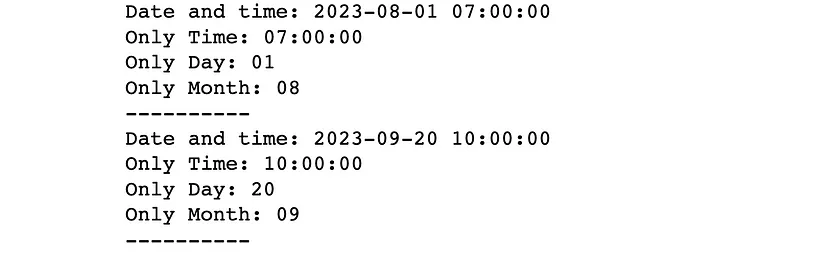 Date and time: 2023-08-01 07:00:00
Only Time: 07:00:00
Only Day: 01
Only Month: 08
----------
Date and time: 2023-09-20 10:00:00
Only Time: 10:00:00
Only Day: 20
Only Month: 09
----------